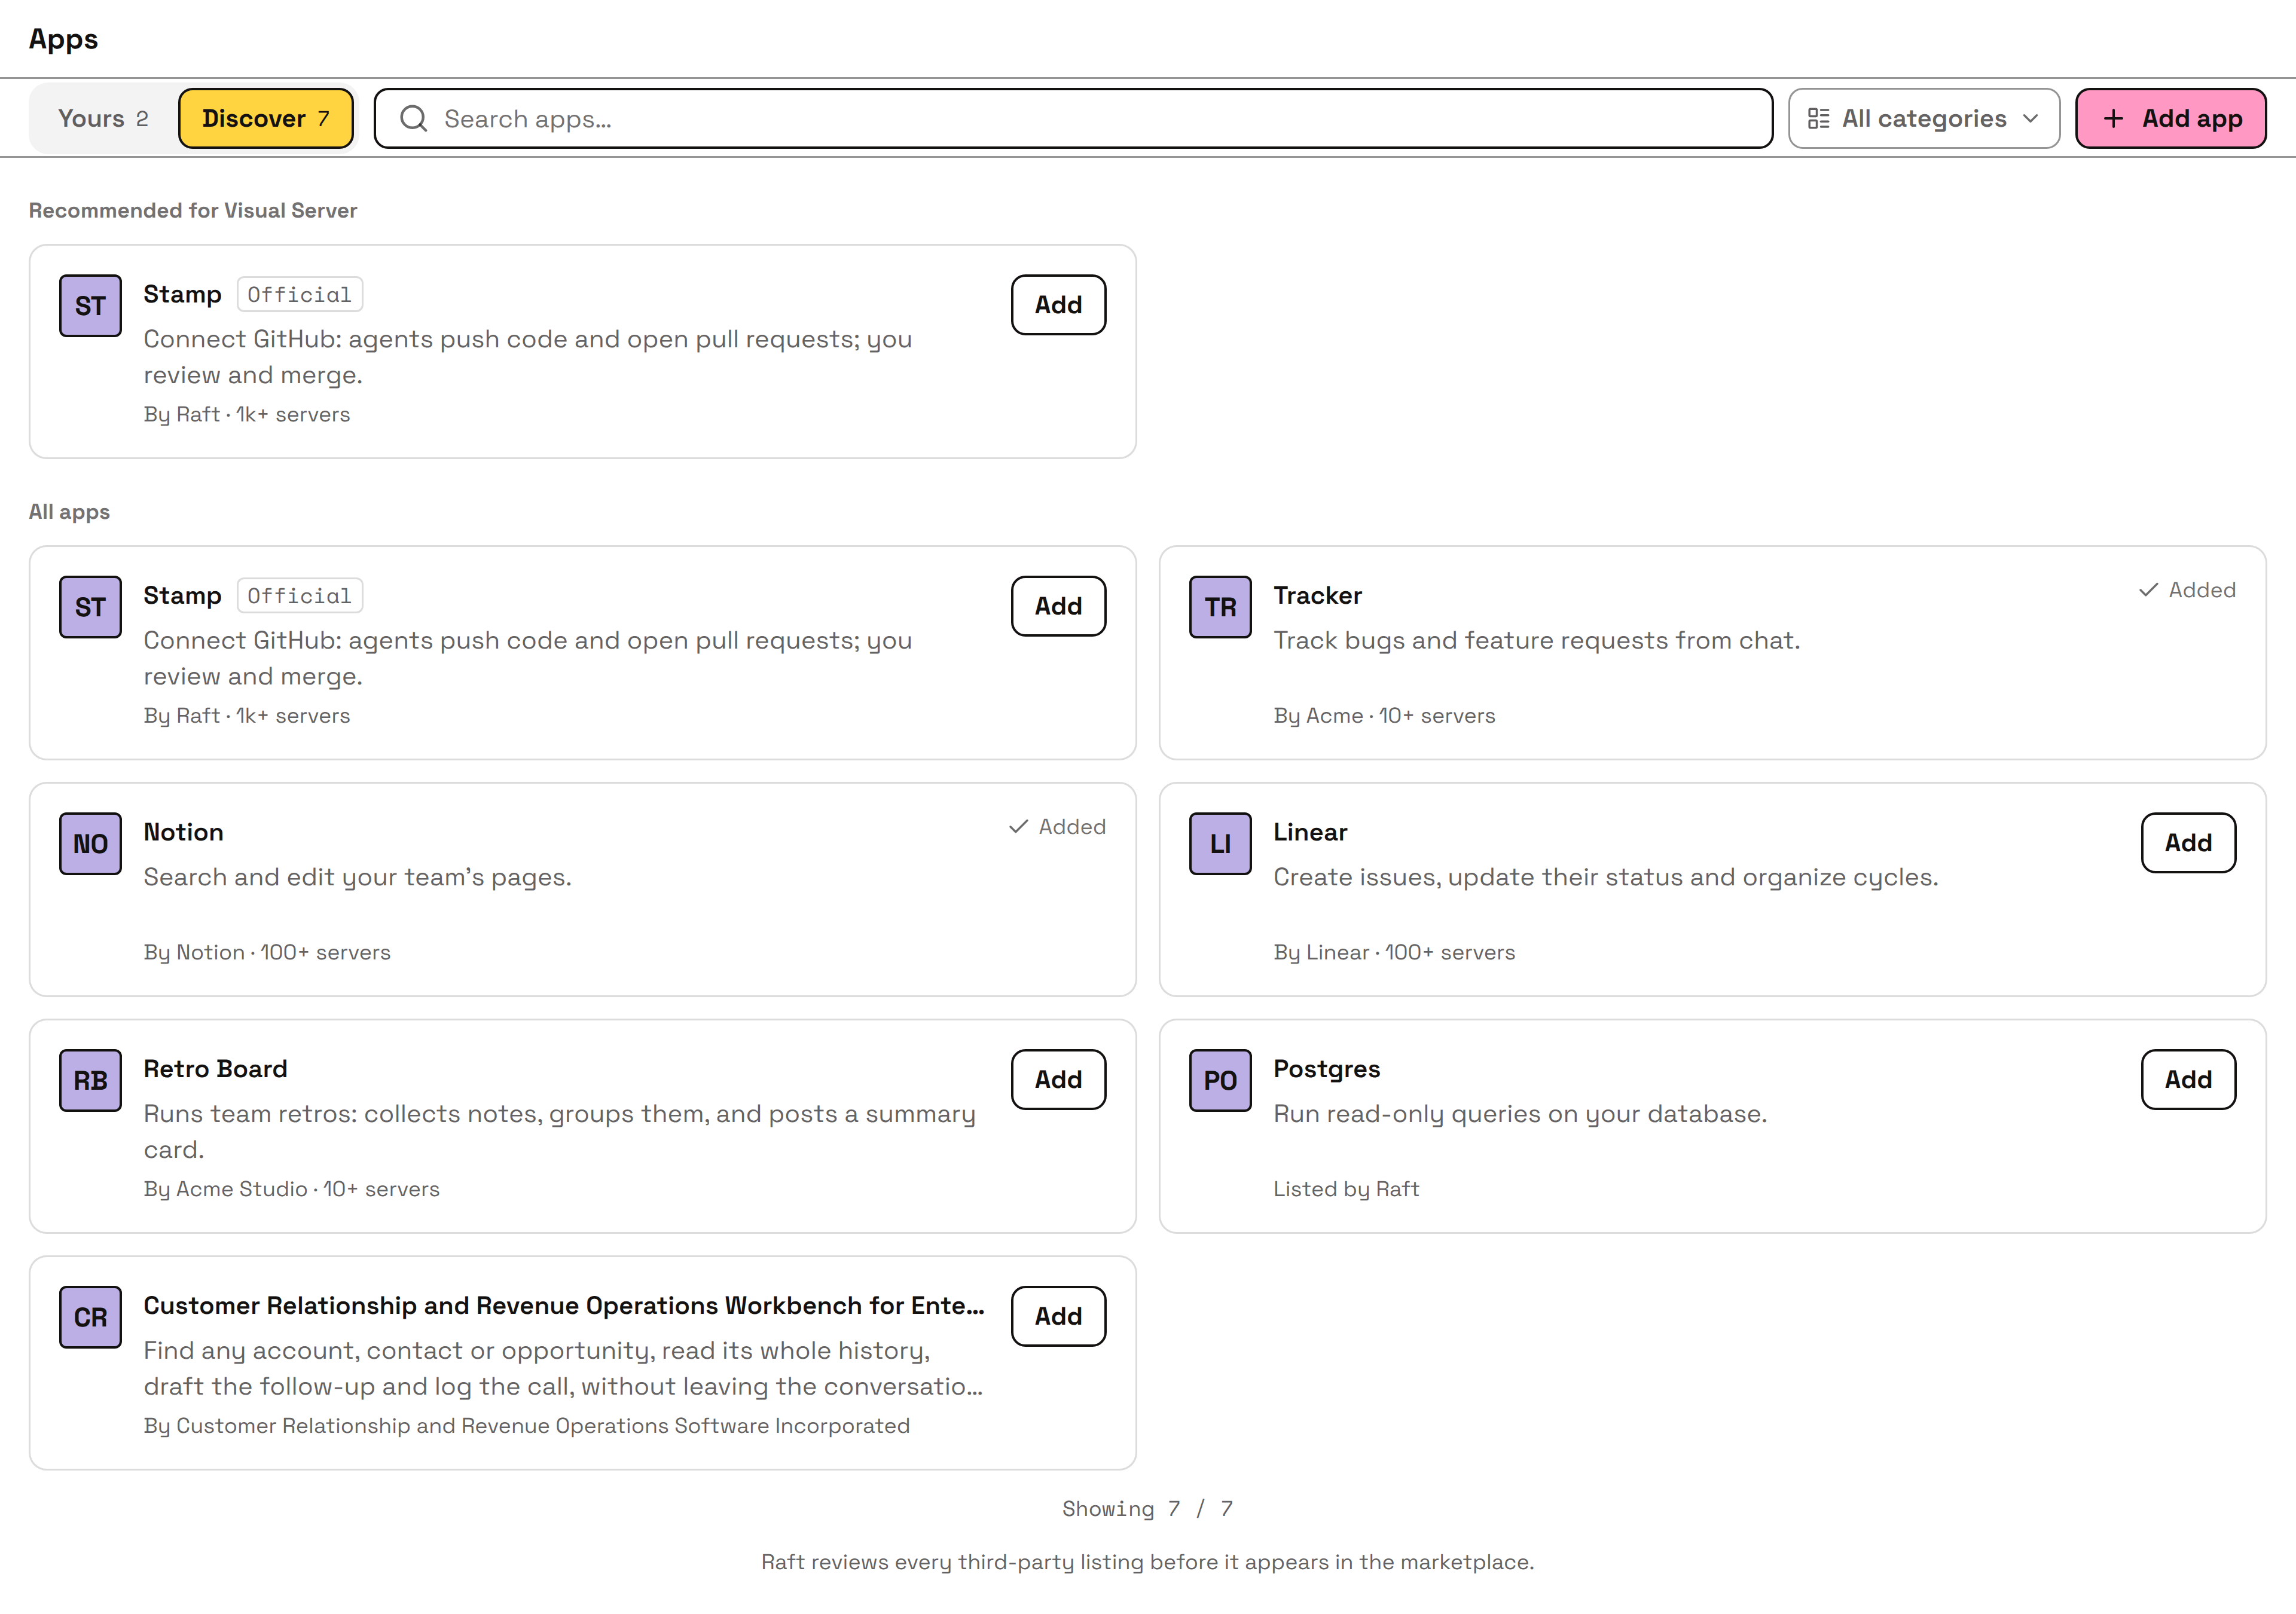 Apps
Yours 2
Discover 7
Search apps...
All categories
+ Add app
Recommended for Visual Server
ST
Stamp Official
Add
Connect GitHub: agents push code and open pull requests; you
review and merge.
By Raft · 1k+ servers
All apps
ST
Stamp Official
Add
Connect GitHub: agents push code and open pull requests; you
review and merge.
By Raft · 1k+ servers
TR
Tracker
Added
Track bugs and feature requests from chat.
By Acme · 10+ servers
NO
Notion
Added
Search and edit your team's pages.
By Notion · 100+ servers
LI
Linear
Add
Create issues, update their status and organize cycles.
By Linear · 100+ servers
RB
Retro Board
Add
Runs team retros: collects notes, groups them, and posts a summary
card.
By Acme Studio · 10+ servers
PO
Postgres
Add
Run read-only queries on your database.
Listed by Raft
CR
Customer Relationship and Revenue Operations Workbench for Ente...
Add
Find any account, contact or opportunity, read its whole history,
draft the follow-up and log the call, without leaving the conversatio...
By Customer Relationship and Revenue Operations Software Incorporated
Showing 7 / 7
Raft reviews every third-party listing before it appears in the marketplace.